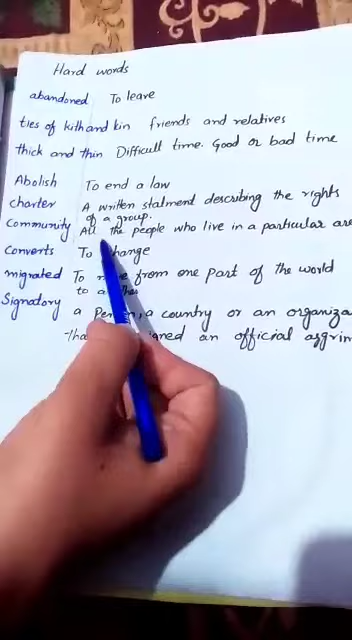 Hard words
abandoned To leave
ties of kith and kin friends and relatives
thick and thin Difficult time. Good or bad time
Abolish To end a law
charter A written statment describing the rights
of a group.
Community All the people who live in a particular are
Converts To change
migrated To from one part of the world
to
Signatory a a country or an organiza
an official